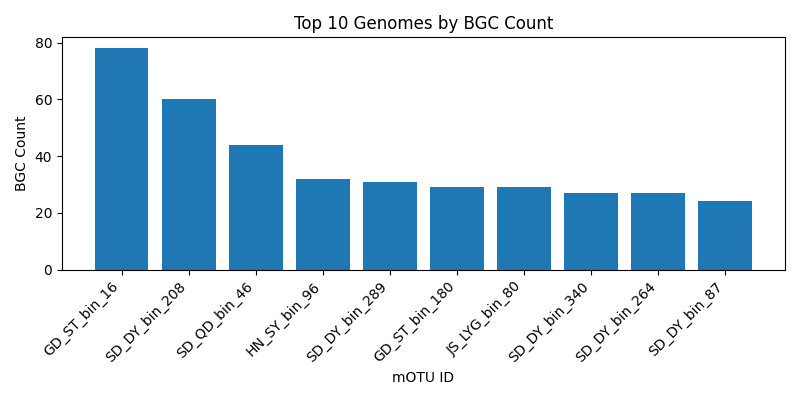 Top 10 Genomes by BGC Count
BGC Count
80
60
40
20
0
GD_ST_bin_16
SD_DY_bin_208
SD_QD_bin_46
HN_SY_bin_96
SD_DY_bin_289
GD_ST_bin_180
JS_LYG_bin_80
SD_DY_bin_340
SD_DY_bin_264
SD_DY_bin_87
mOTU ID